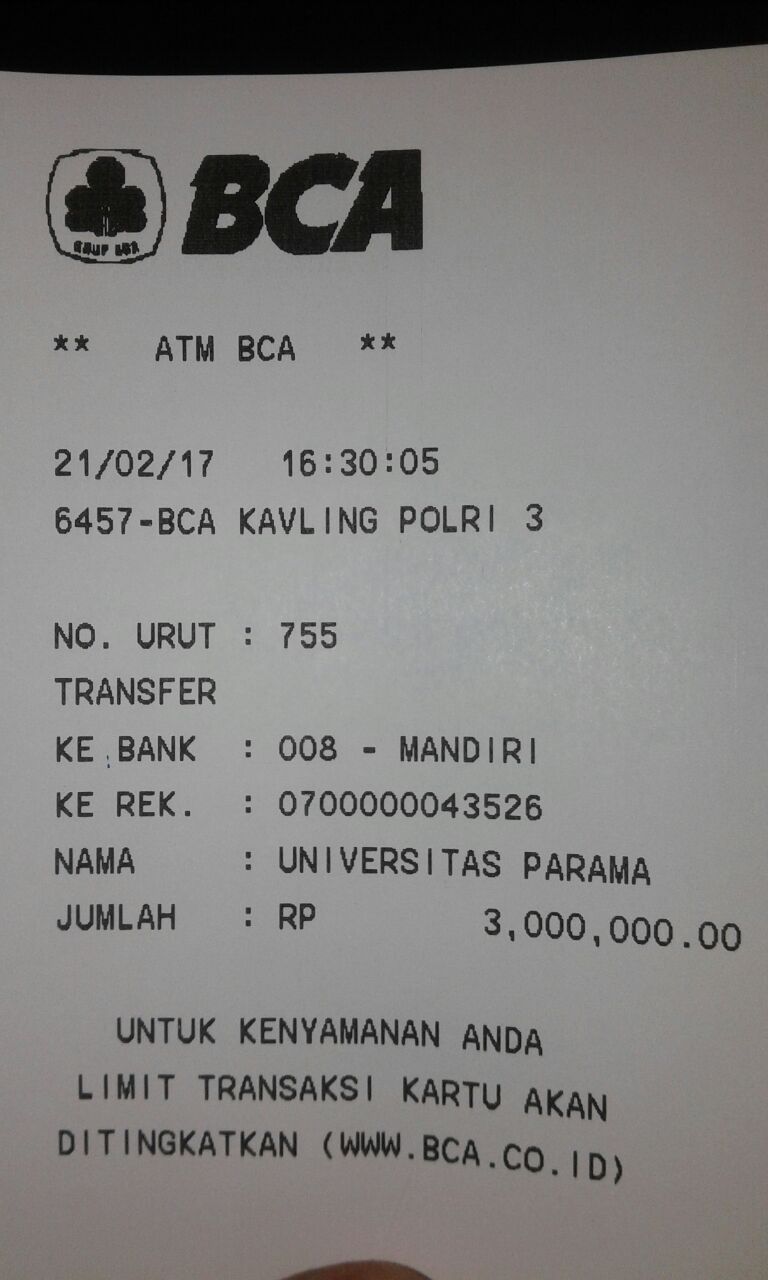 BCA
** ATM BCA **
21/02/17 16:30:05
6457-BCA KAVLING POLRI 3
NO. URUT : 755
TRANSFER
KE BANK : 008 - MANDIRI
KE REK. : 0700000043526
NAMA : UNIVERSITAS PARAMA
JUMLAH : RP 3,000,000.00
UNTUK KENYAMANAN ANDA
LIMIT TRANSAKSI KARTU AKAN
DITINGKATKAN (WWW.BCA.CO.ID)